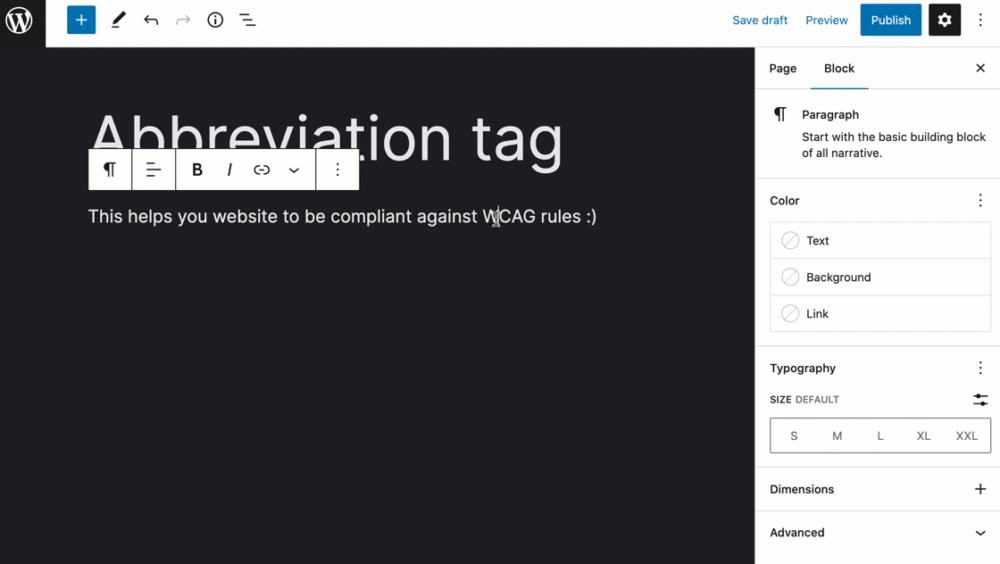 Save draft Preview Publish
Page Block
Abbreviation tag
Paragraph
Start with the basic building block
of all narrative.
B I
This helps you website to be compliant against WCAG rules :)
Color
Text
Background
Link
Typography
SIZE DEFAULT
S M L XL XXL
Dimensions
Advanced